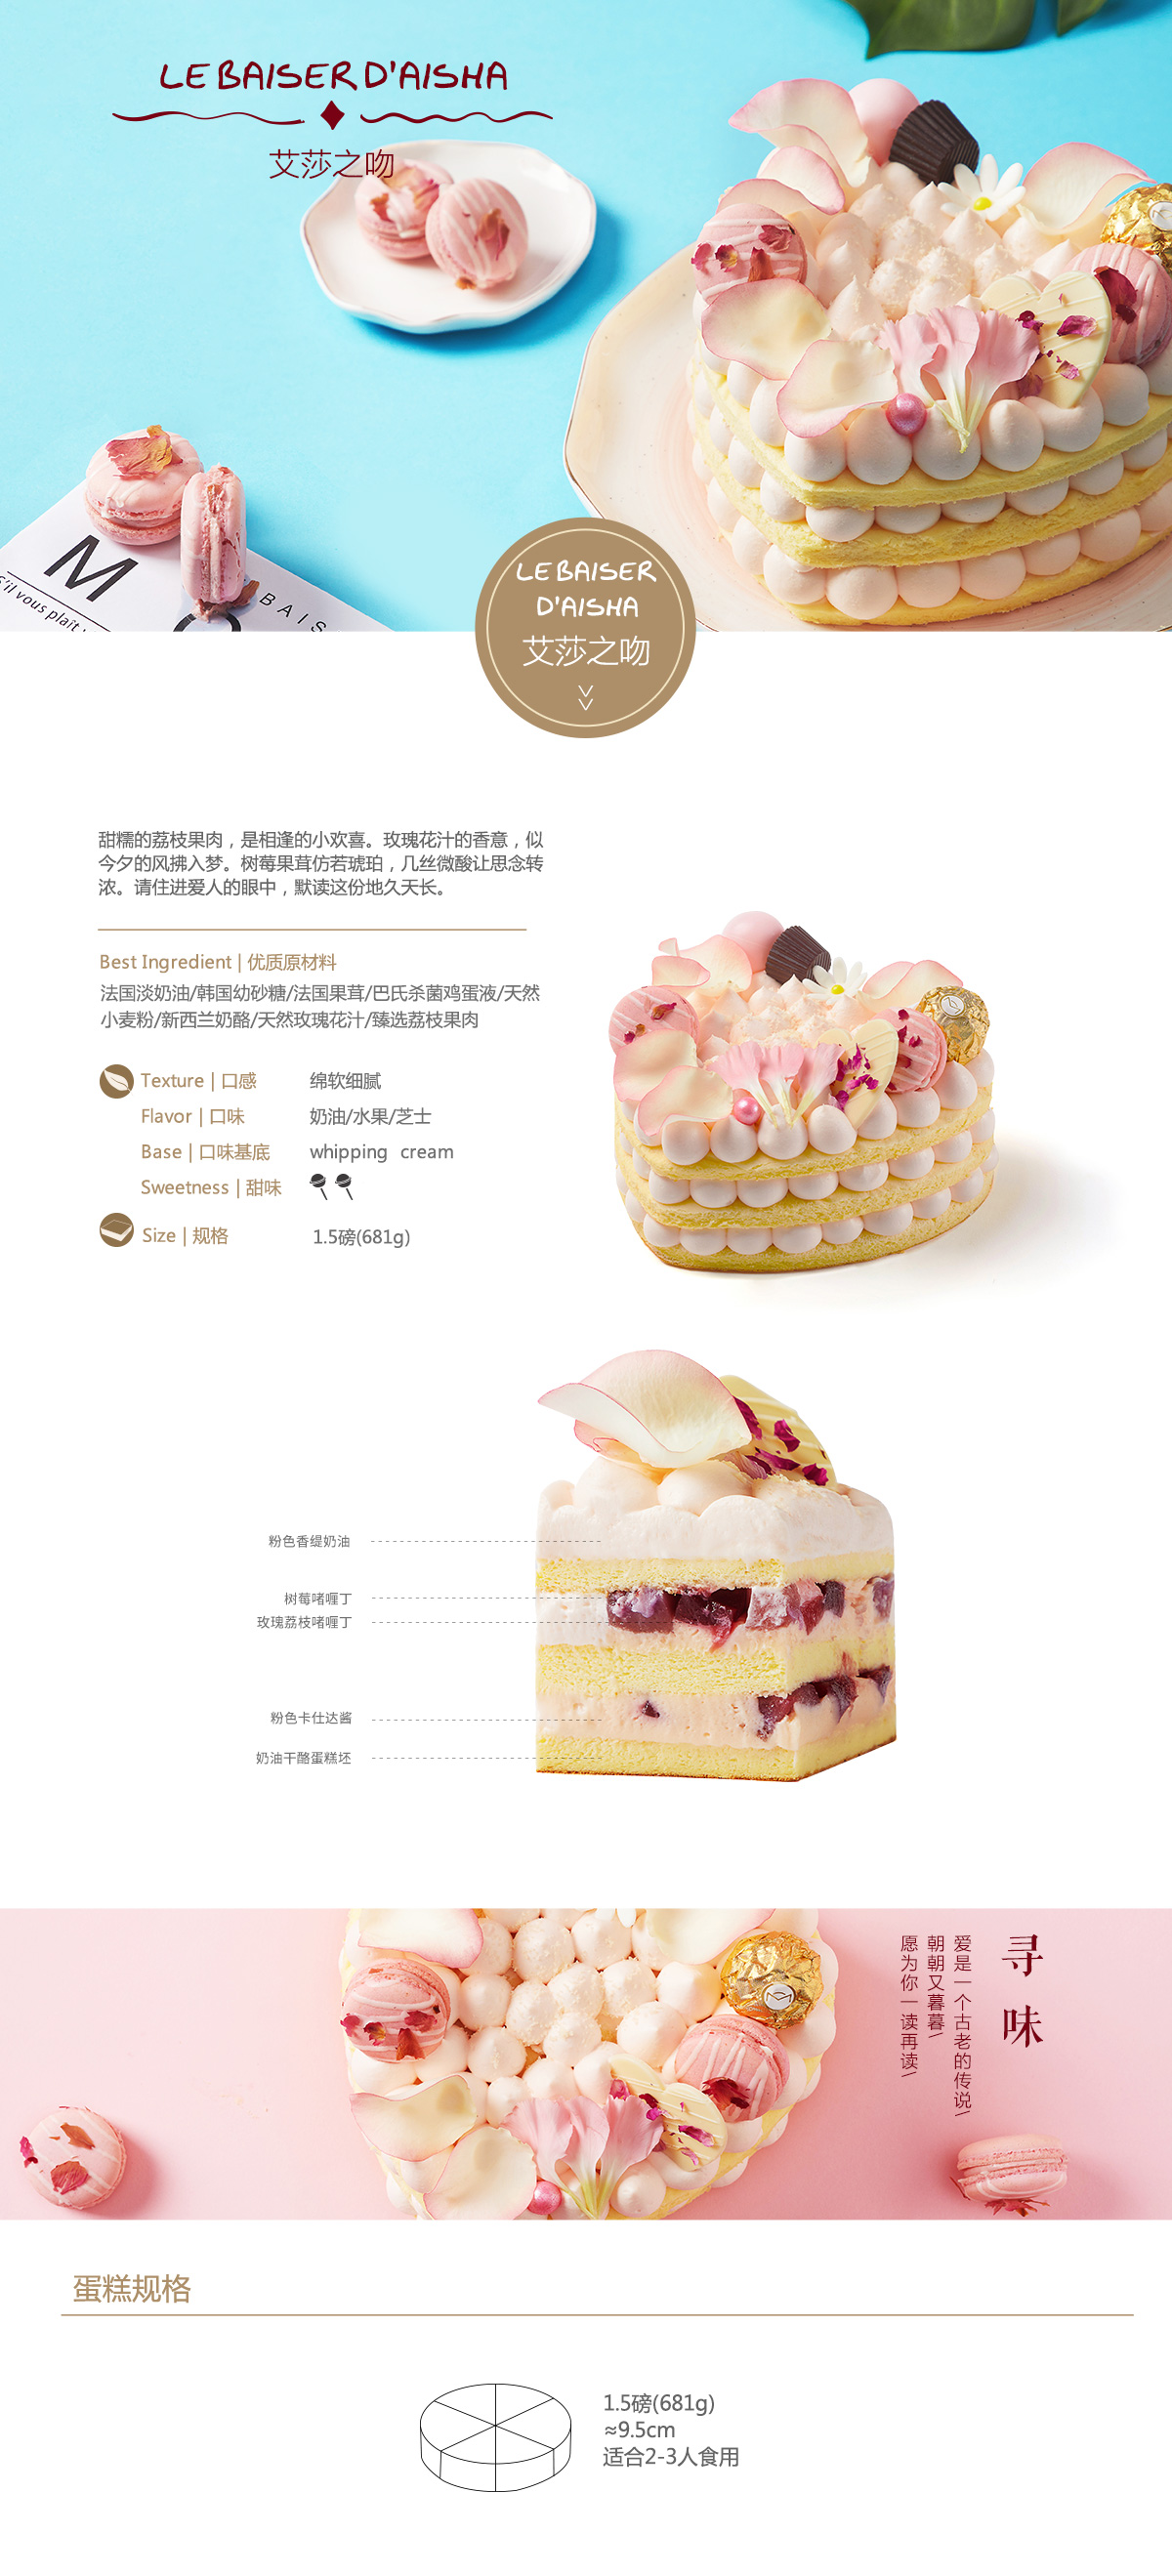 LE BAISER D'AISHA
艾莎之吻
M
S'il vous plaît
BAIS
LE BAISER
D'AISHA
艾莎之吻
甜糯的荔枝果肉，是相逢的小欢喜。玫瑰花汁的香意，似
今夕的风拂入梦。树莓果茸仿若琥珀，几丝微酸让思念转
浓。请住进爱人的眼中，默读这份地久天长。
Best Ingredient | 优质原材料
法国淡奶油/韩国幼砂糖/法国果茸/巴氏杀菌鸡蛋液/天然
小麦粉/新西兰奶酪/天然玫瑰花汁/臻选荔枝果肉
Texture | 口感 绵软细腻
Flavor | 口味 奶油/水果/芝士
Base | 口味基底 whipping cream
Sweetness | 甜味
Size | 规格 1.5磅(681g)
粉色香缇奶油
树莓啫喱丁
玫瑰荔枝啫喱丁
粉色卡仕达酱
奶油干酪蛋糕坯
寻味
爱是一个古老的传说/
朝朝又暮暮/
愿为你一读再读/
蛋糕规格
1.5磅(681g)
≈9.5cm
适合2-3人食用